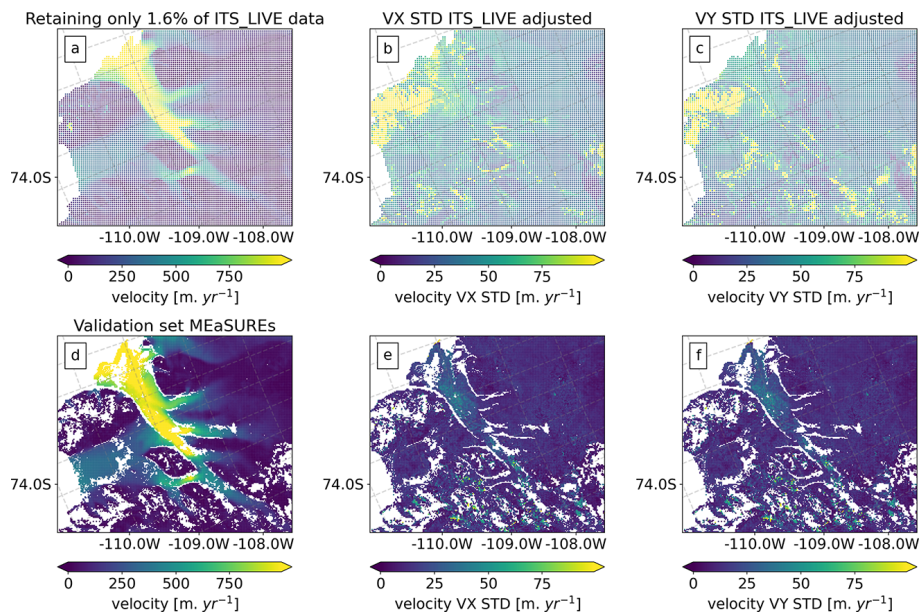 Retaining only 1.6% of ITS_LIVE data
VX STD ITS_LIVE adjusted
VY STD ITS_LIVE adjusted
a
b
c
74.0S
74.0S
74.0S
-110.0W -109.0W -108.0W
-110.0W -109.0W -108.0W
-110.0W -109.0W -108.0W
0 250 500 750
0 25 50 75
0 25 50 75
velocity [m. yr⁻¹]
velocity VX STD [m. yr⁻¹]
velocity VY STD [m. yr⁻¹]
Validation set MEaSUREs
d
e
f
74.0S
74.0S
74.0S
-110.0W -109.0W -108.0W
-110.0W -109.0W -108.0W
-110.0W -109.0W -108.0W
0 250 500 750
0 25 50 75
0 25 50 75
velocity [m. yr⁻¹]
velocity VX STD [m. yr⁻¹]
velocity VY STD [m. yr⁻¹]